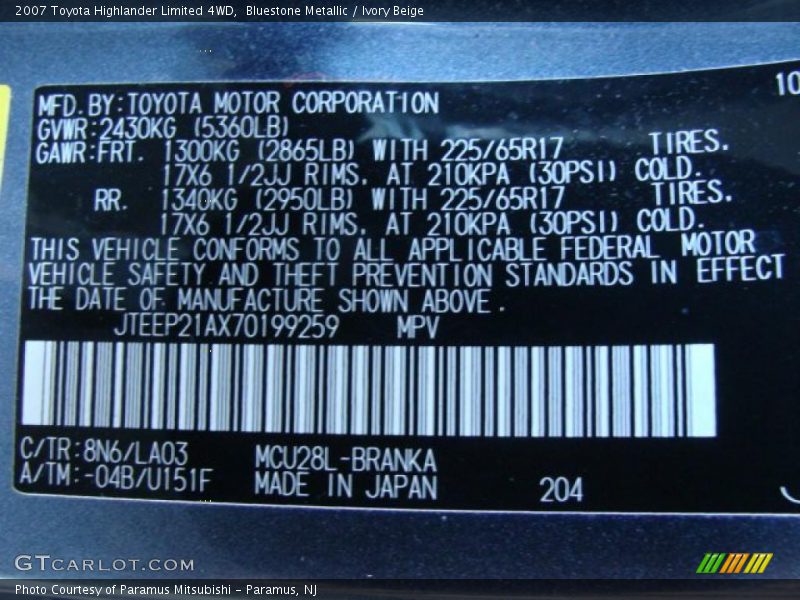 2007 Toyota Highlander Limited 4WD, Bluestone Metallic / Ivory Beige
10
MFD. BY: TOYOTA MOTOR CORPORATION
GVWR: 2430KG (5360LB)
GAWR: FRT. 1300KG (2865LB) WITH 225/65R17 TIRES.
17X6 1/2JJ RIMS, AT 210KPA (30PSI) COLD.
RR. 1340KG (2950LB) WITH 225/65R17 TIRES.
17X6 1/2JJ RIMS, AT 210KPA (30PSI) COLD.
THIS VEHICLE CONFORMS TO ALL APPLICABLE FEDERAL MOTOR
VEHICLE SAFETY AND THEFT PREVENTION STANDARDS IN EFFECT
THE DATE OF MANUFACTURE SHOWN ABOVE.
JTEEP21AX70199259 MPV
C/TR: 8N6/LA03 MCU28L-BRANKA
A/TM: -04B/U151F MADE IN JAPAN 204
GTCARLOT.COM
Photo Courtesy of Paramus Mitsubishi - Paramus, NJ